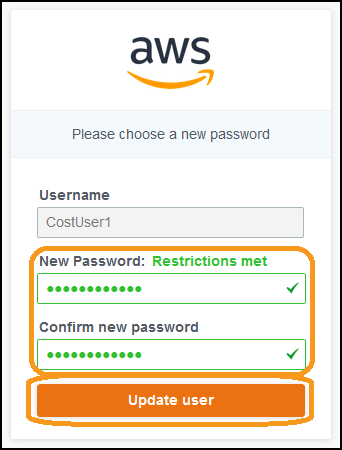 aws
Please choose a new password
Username
CostUser1
New Password: Restrictions met
●●●●●●●●●●●●
Confirm new password
●●●●●●●●●●●●
Update user